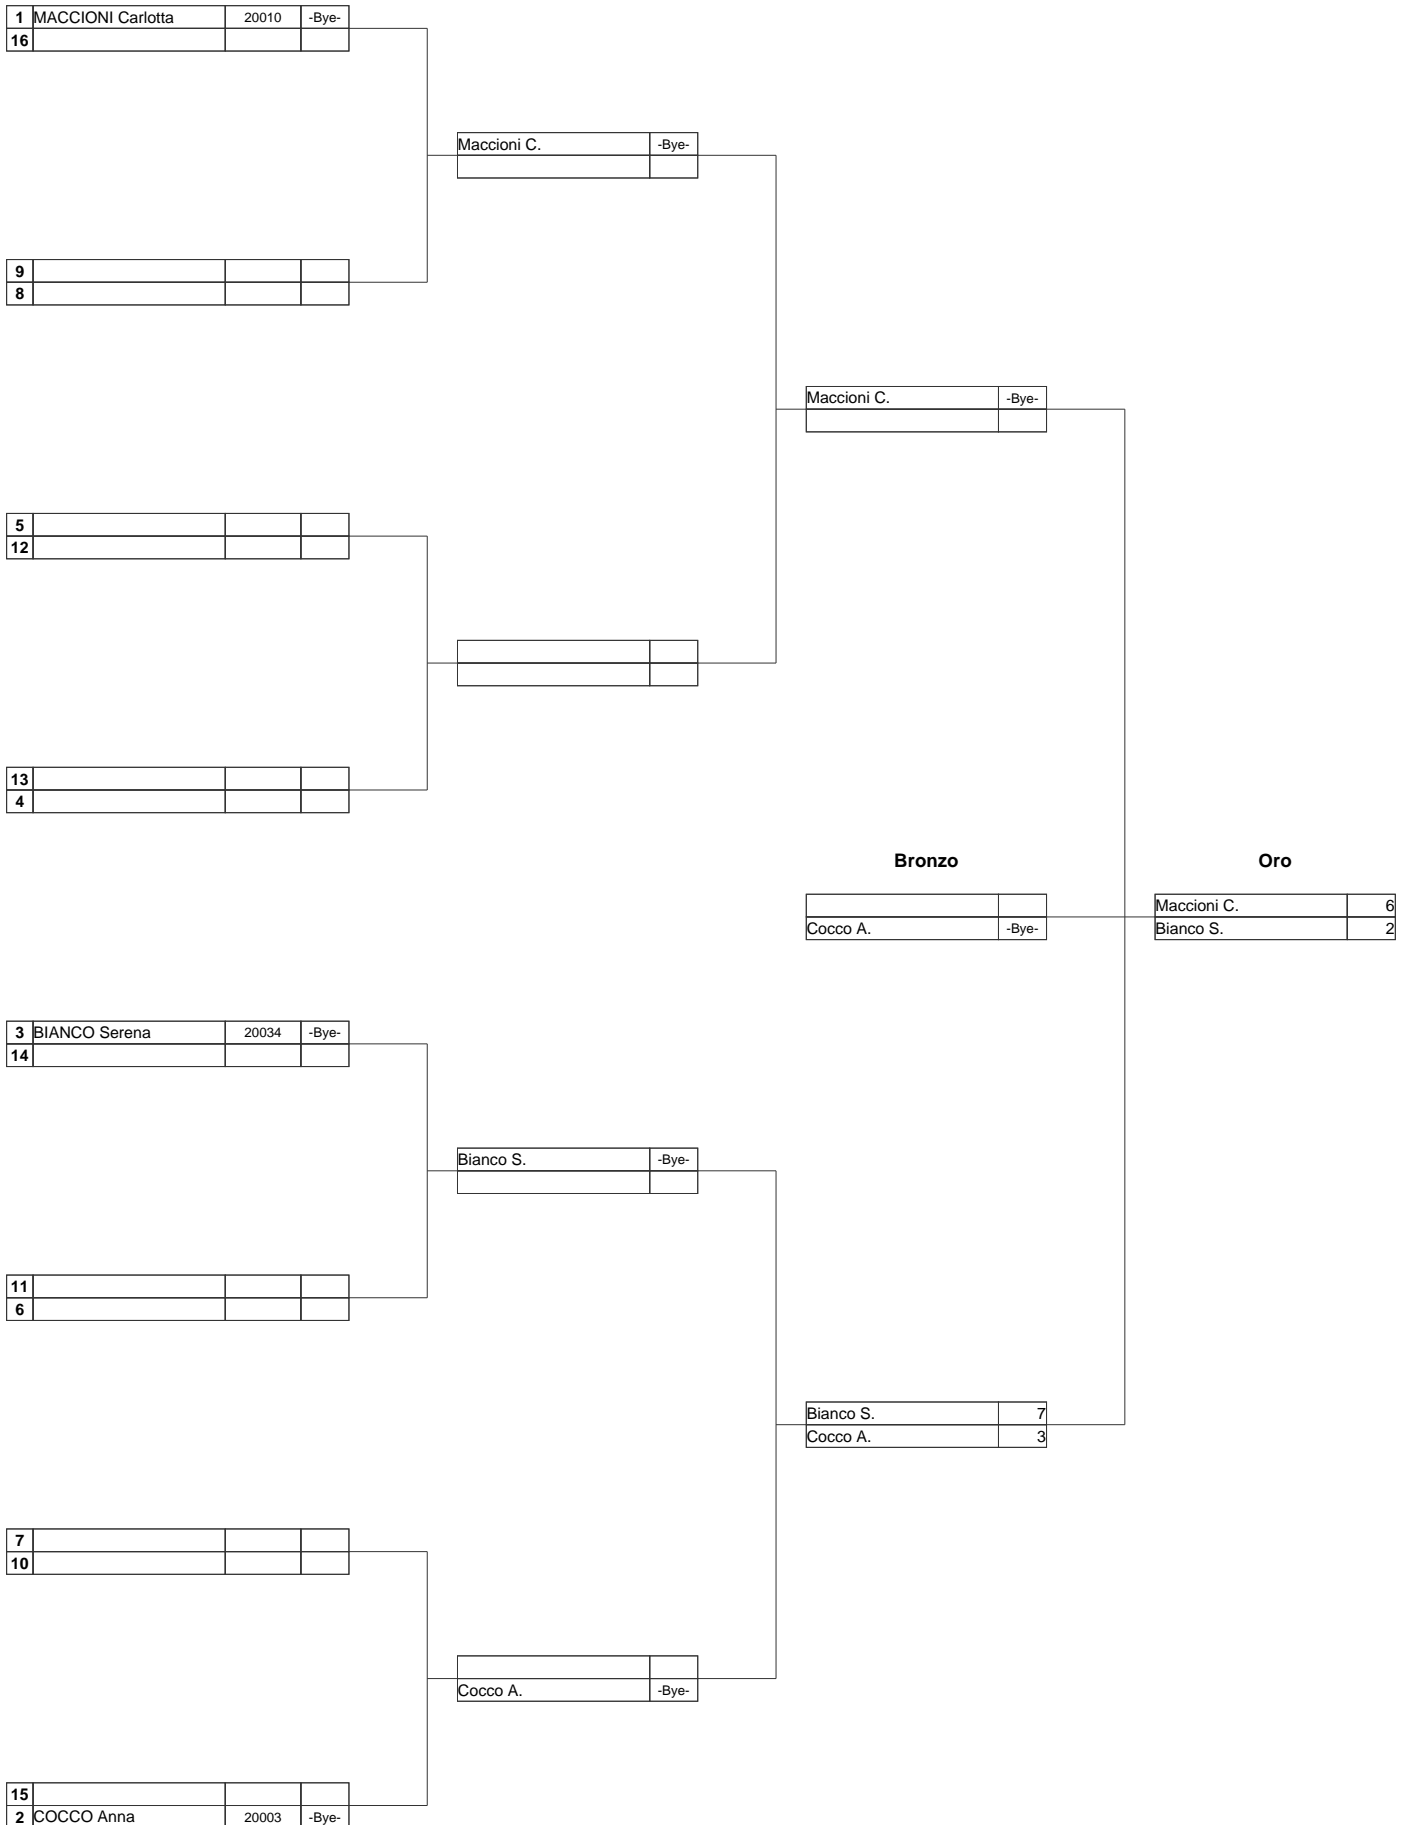 1 MACCIONI Carlotta 20010 -Bye-
16
Maccioni C. -Bye-
9
8
Maccioni C. -Bye-
5
12
13
4
Bronzo Oro
Maccioni C. 6
Cocco A. -Bye- Bianco S. 2
3 BIANCO Serena 20034 -Bye-
14
Bianco S. -Bye-
11
6
Bianco S. 7
Cocco A. 3
7
10
Cocco A. -Bye-
15
2 COCCO Anna 20003 -Bye-